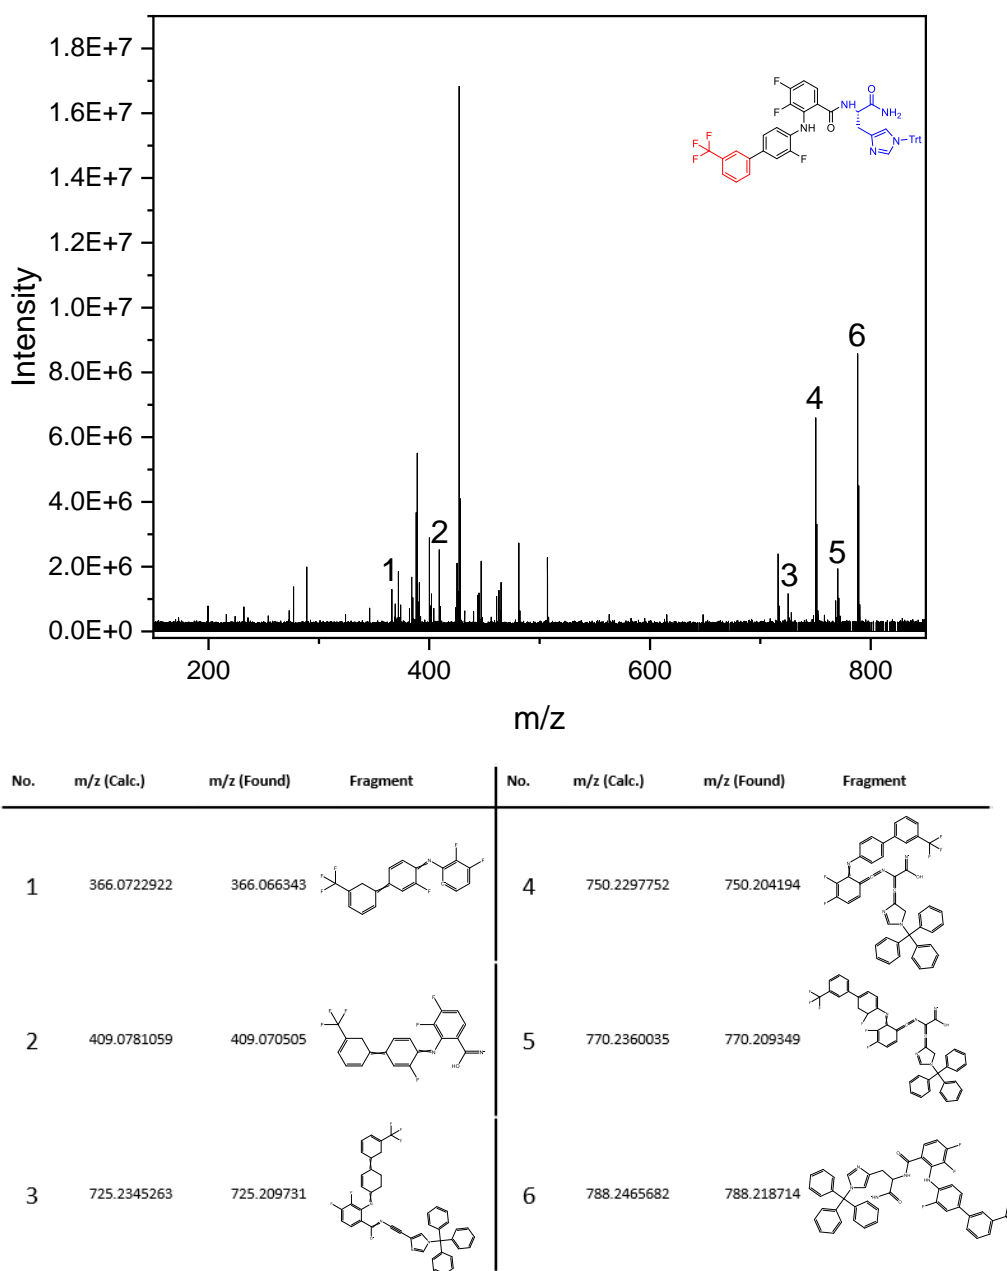 1.8E+7
1.6E+7
1.4E+7
1.2E+7
1.0E+7
8.0E+6
6.0E+6
4.0E+6
2.0E+6
0.0E+0
Intensity
200 400 600 800
m/z
1 2 3 4 5 6
F
F
O
NH
O
NH2
NH
N
N
Trt
F
F
F
F
No. m/z (Calc.) m/z (Found) Fragment No. m/z (Calc.) m/z (Found) Fragment
1 366.0722922 366.066343 4 750.2297752 750.204194
2 409.0781059 409.070505 5 770.2360035 770.209349
3 725.2345263 725.209731 6 788.2465682 788.218714